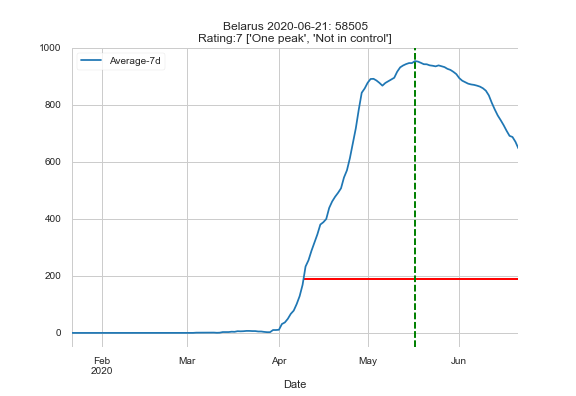 Belarus 2020-06-21: 58505
Rating:7 ['One peak', 'Not in control']
Average-7d
1000
800
600
400
200
0
Feb
2020
Mar
Apr
May
Jun
Date